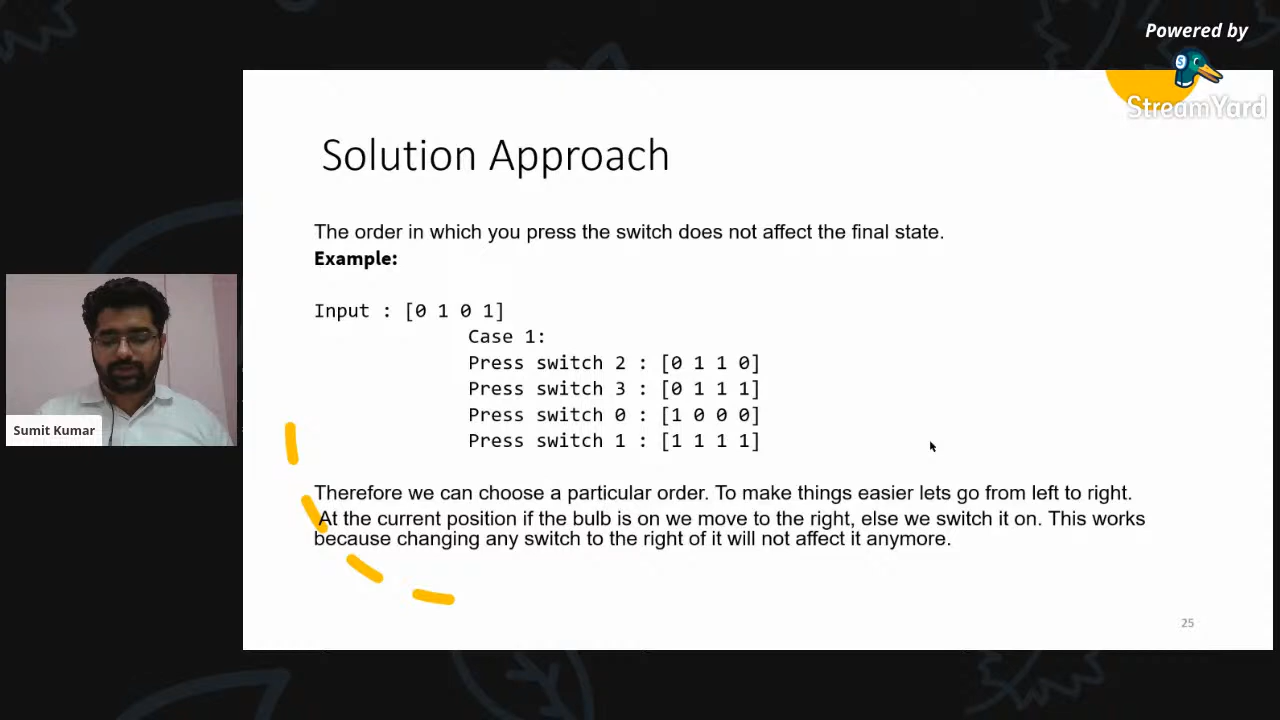 Powered by
StreamYard
Solution Approach
The order in which you press the switch does not affect the final state.
Example:
Input : [0 1 0 1]
Case 1:
Press switch 2 : [0 1 1 0]
Press switch 3 : [0 1 1 1]
Press switch 0 : [1 0 0 0]
Press switch 1 : [1 1 1 1]
Therefore we can choose a particular order. To make things easier lets go from left to right.
At the current position if the bulb is on we move to the right, else we switch it on. This works
because changing any switch to the right of it will not affect it anymore.
25
Sumit Kumar